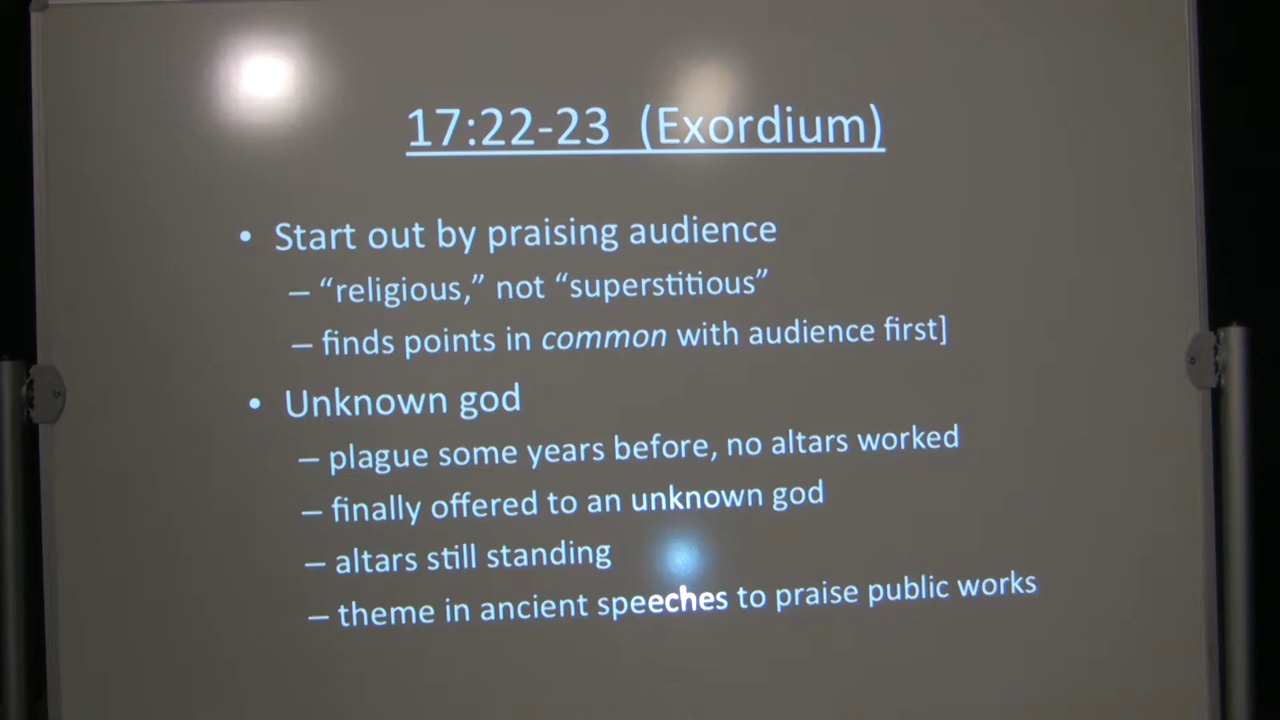 17:22-23 (Exordium)
• Start out by praising audience
– “religious,” not “superstitious”
– finds points in common with audience first]
• Unknown god
– plague some years before, no altars worked
– finally offered to an unknown god
– altars still standing
– theme in ancient speeches to praise public works